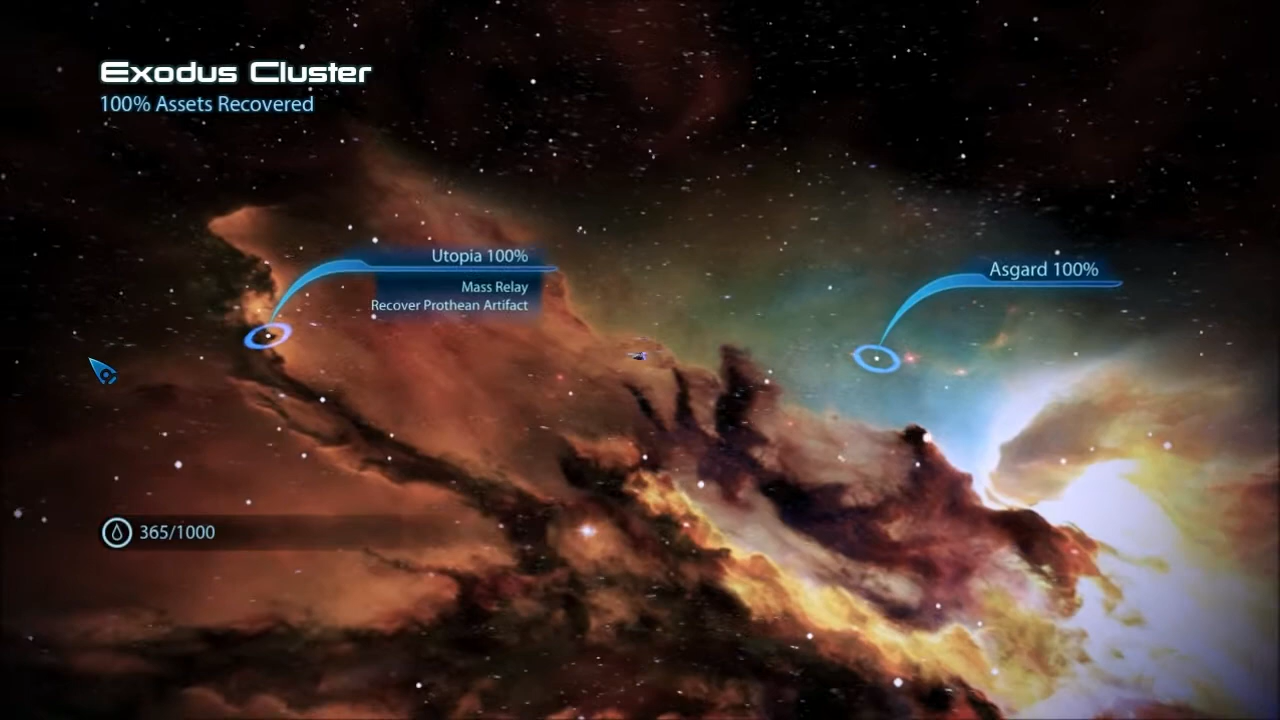 Exodus Cluster
100% Assets Recovered
Utopia 100%
Mass Relay
Recover Prothean Artifact
Asgard 100%
365/1000